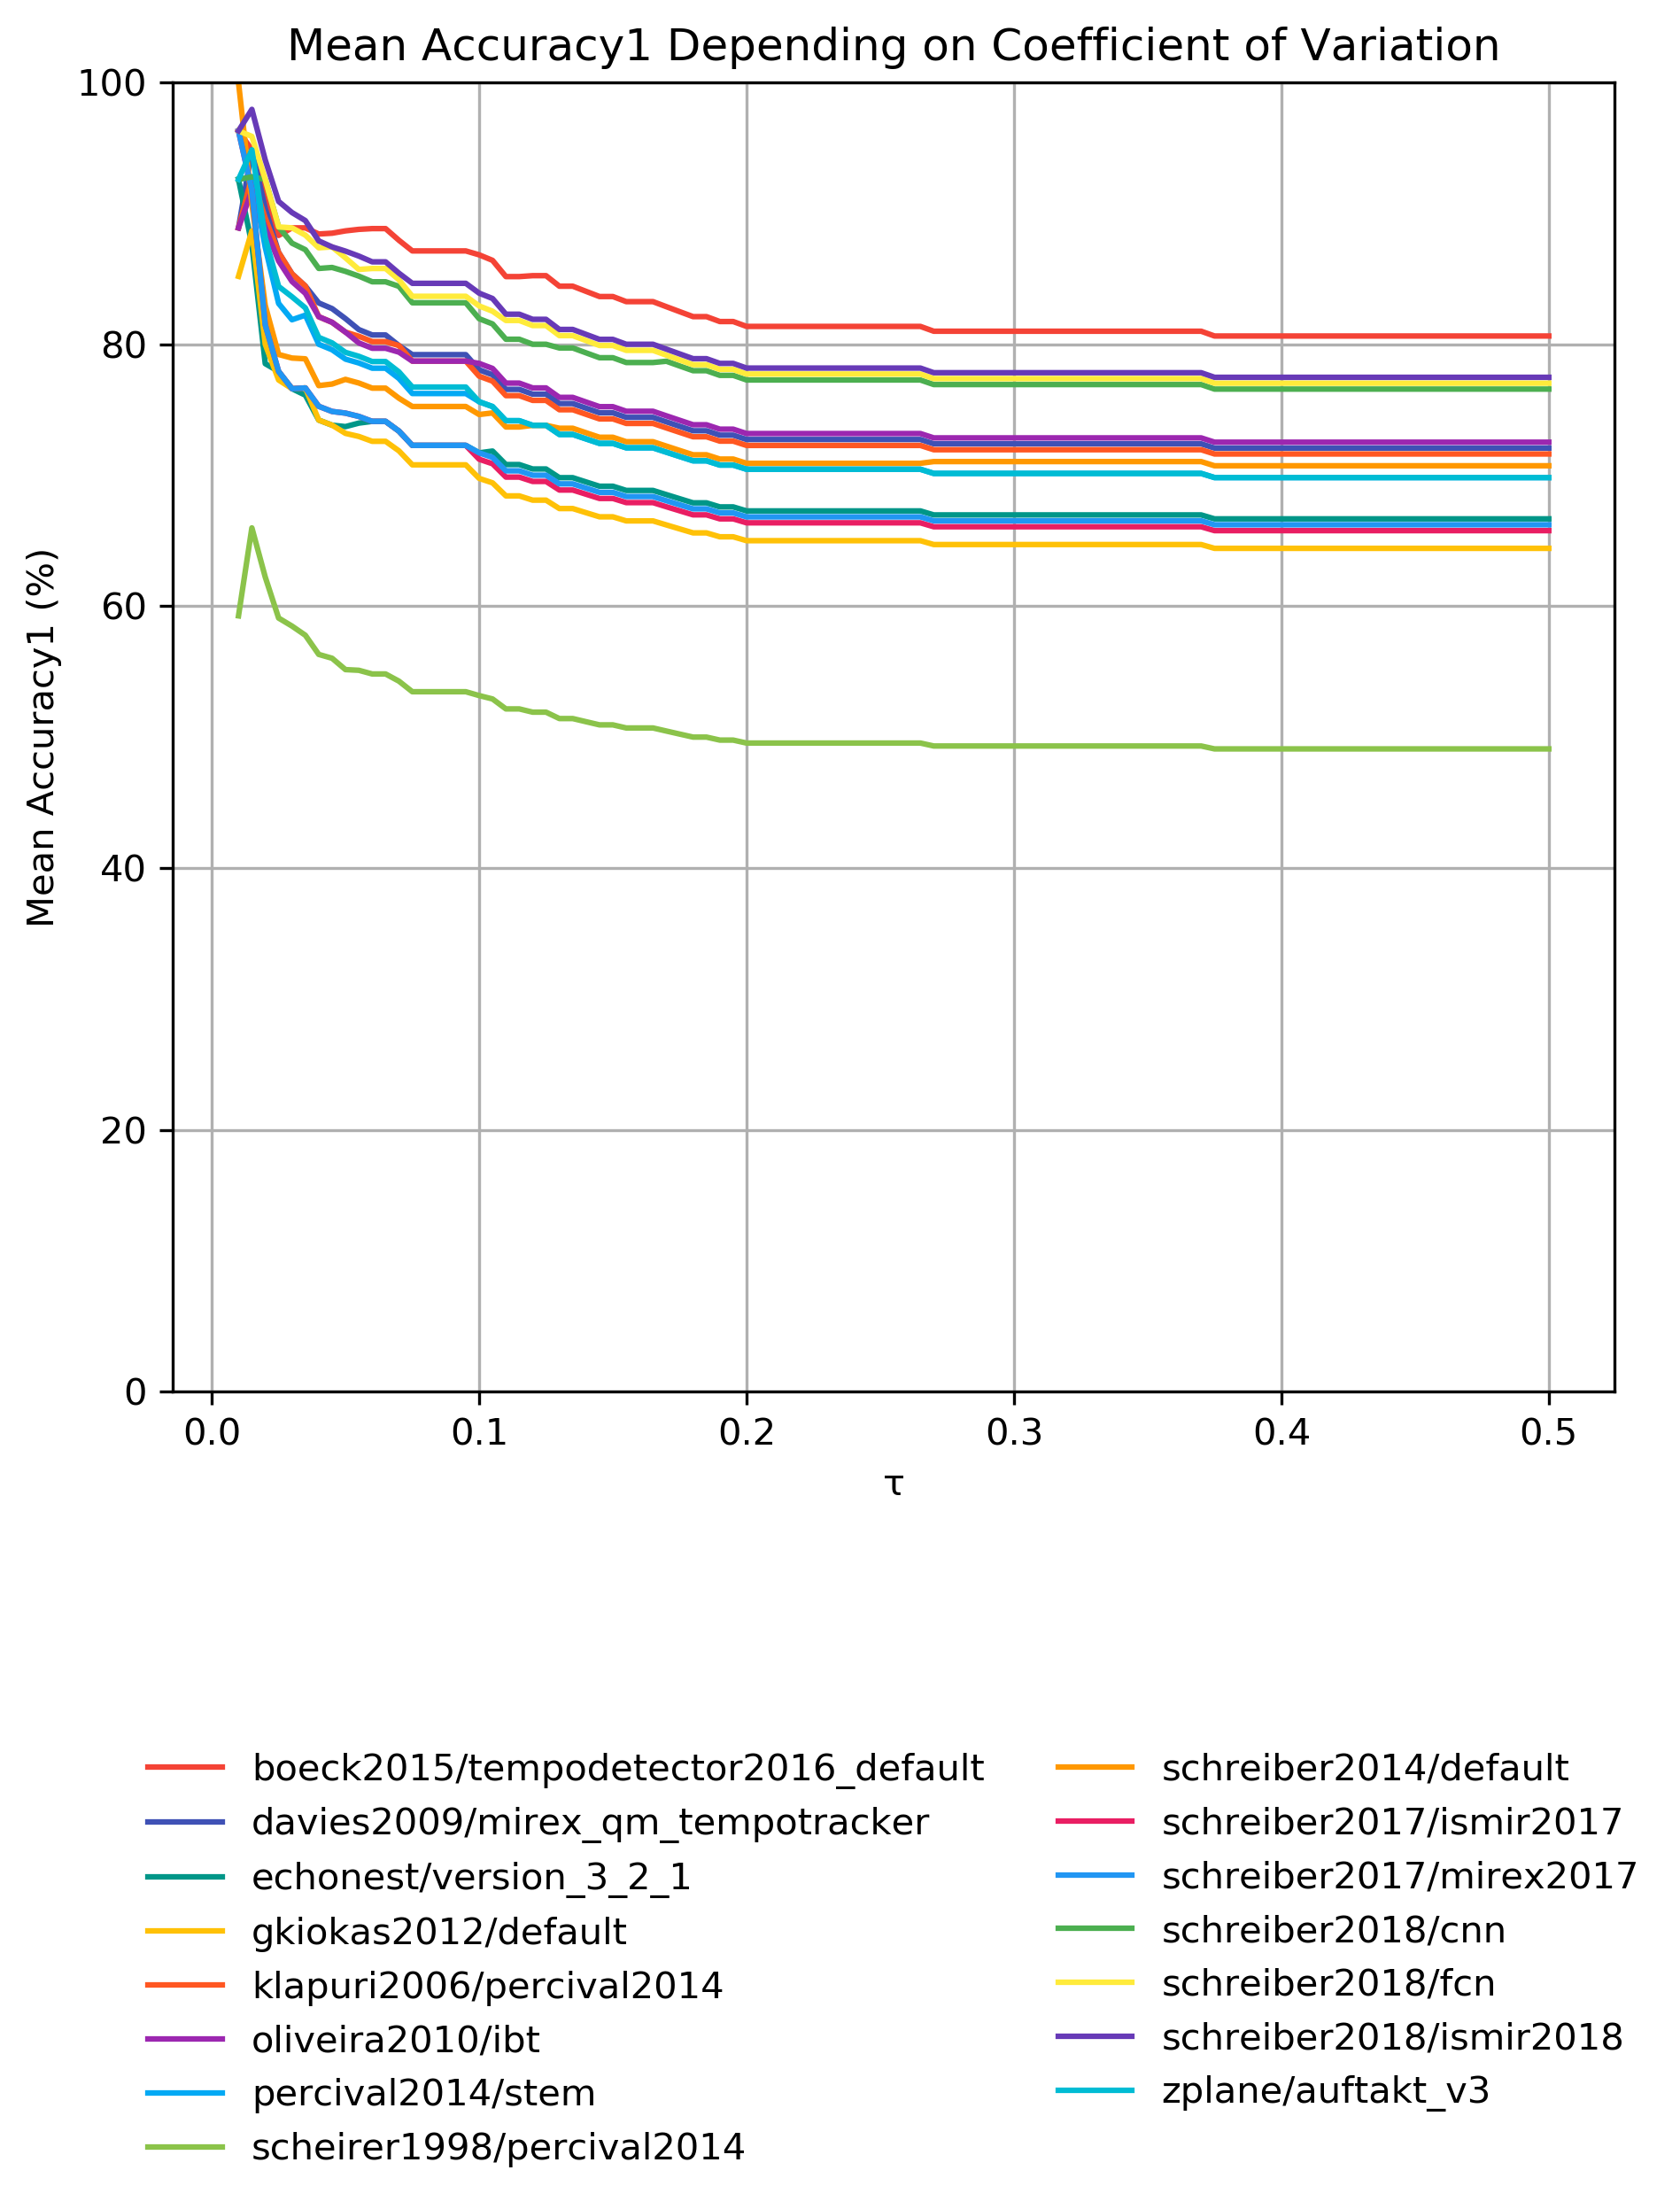 Mean Accuracy1 Depending on Coefficient of Variation
Mean Accuracy1 (%)
100
80
60
40
20
0
0.0 0.1 0.2 0.3 0.4 0.5
τ
boeck2015/tempodetector2016_default
davies2009/mirex_qm_tempotracker
echonest/version_3_2_1
gkiokas2012/default
klapuri2006/percival2014
oliveira2010/ibt
percival2014/stem
scheirer1998/percival2014
schreiber2014/default
schreiber2017/ismir2017
schreiber2017/mirex2017
schreiber2018/cnn
schreiber2018/fcn
schreiber2018/ismir2018
zplane/auftakt_v3